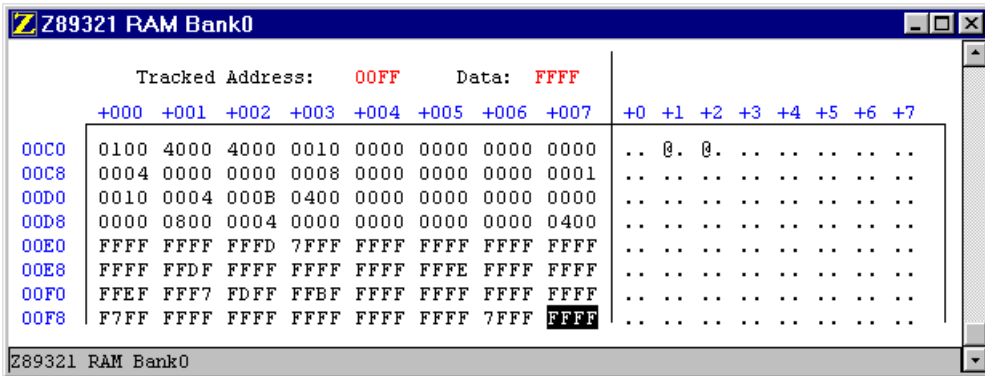 Z89321 RAM Bank0
Tracked Address: 00FF Data: FFFF
+000 +001 +002 +003 +004 +005 +006 +007 +0 +1 +2 +3 +4 +5 +6 +7
00C0 0100 4000 4000 0010 0000 0000 0000 0000 .. @. @. .. .. .. .. ..
00C8 0004 0000 0000 0008 0000 0000 0000 0001 .. .. .. .. .. .. .. ..
00D0 0010 0004 000B 0400 0000 0000 0000 0000 .. .. .. .. .. .. .. ..
00D8 0000 0800 0004 0000 0000 0000 0000 0400 .. .. .. .. .. .. .. ..
00E0 FFFF FFFF FFFD 7FFF FFFF FFFF FFFF FFFF .. .. .. .. .. .. .. ..
00E8 FFFF FFDF FFFF FFFF FFFF FFFE FFFF FFFF .. .. .. .. .. .. .. ..
00F0 FFEF FFF7 FDFF FFBF FFFF FFFF FFFF FFFF .. .. .. .. .. .. .. ..
00F8 F7FF FFFF FFFF FFFF FFFF FFFF 7FFF FFFF .. .. .. .. .. .. .. ..
Z89321 RAM Bank0